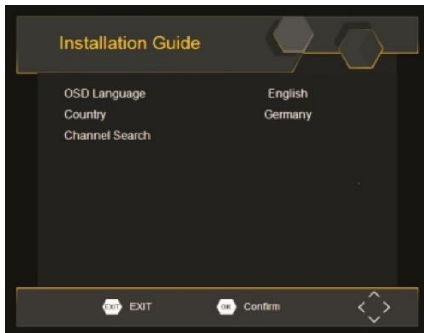 Installation Guide
OSD Language English
Country Germany
Channel Search
EXIT EXIT OK Confirm